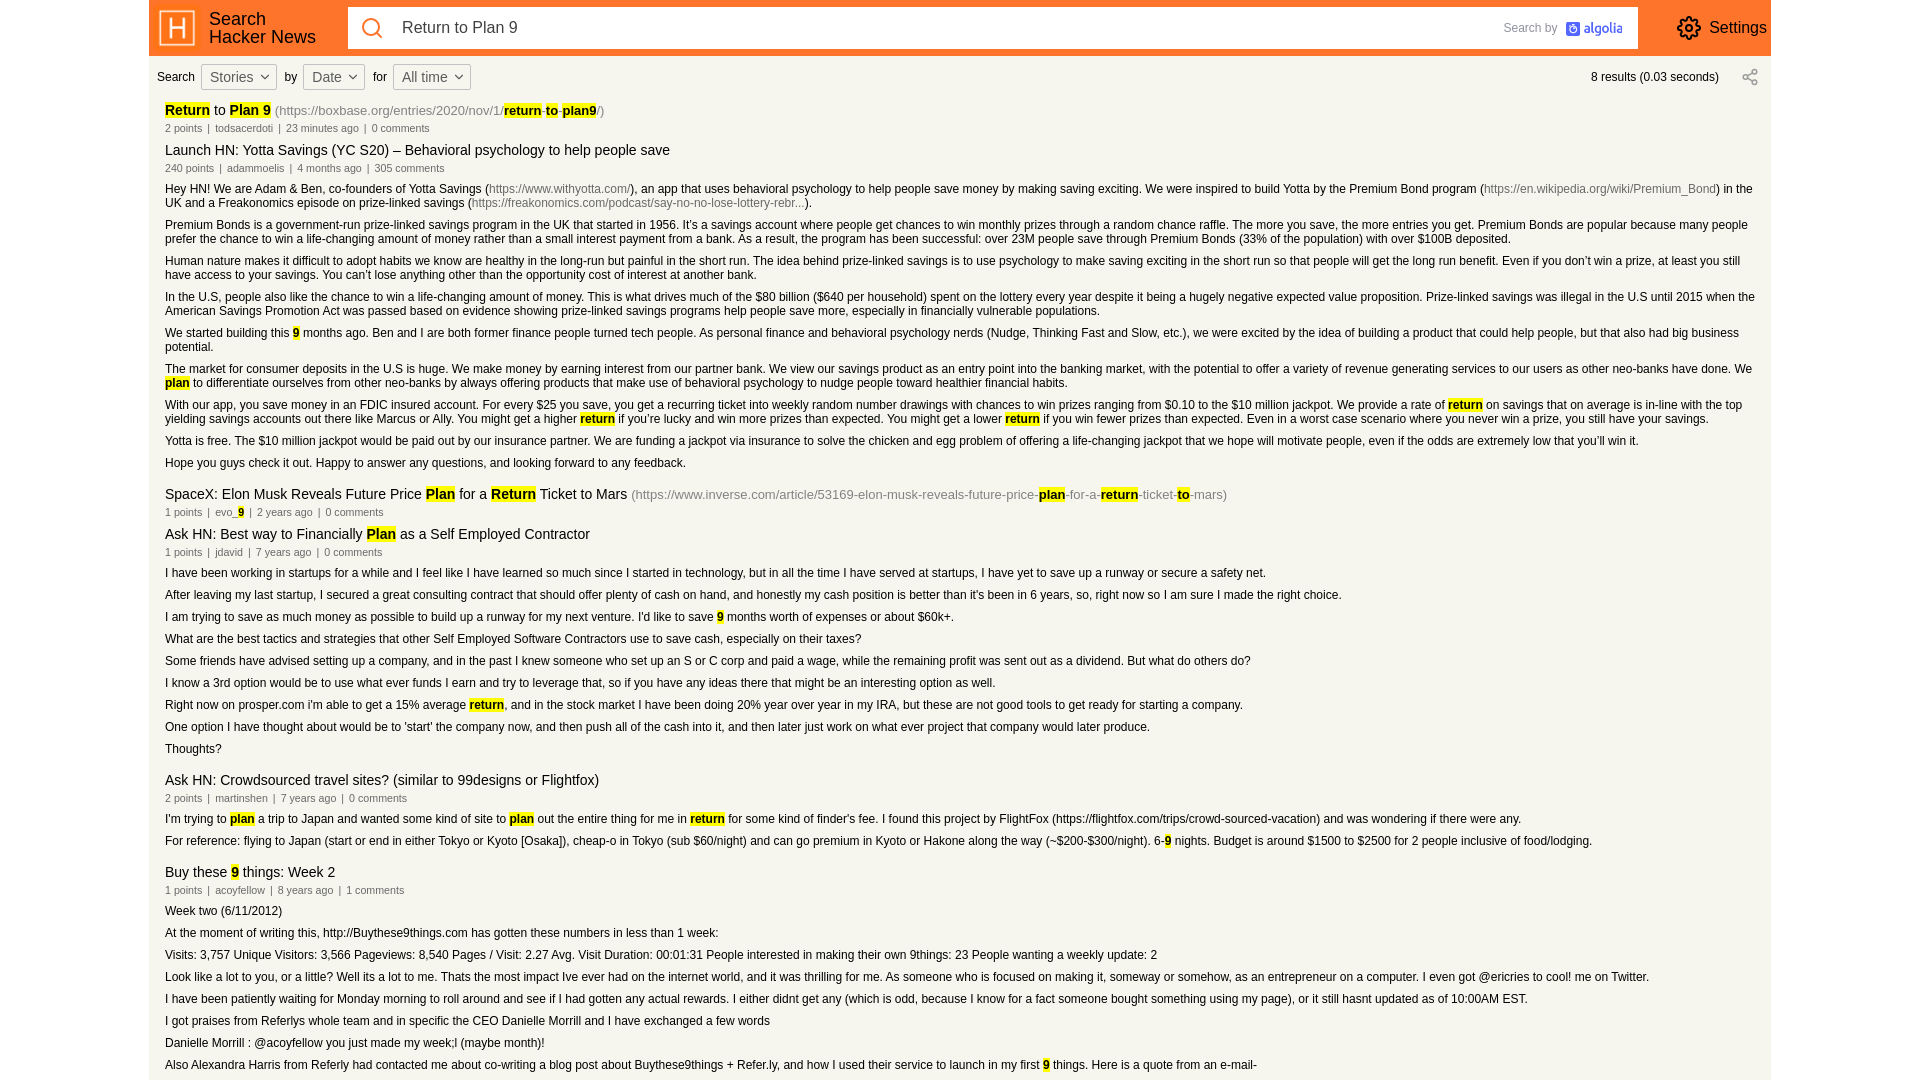 Search
Hacker News
Return to Plan 9
Search by algolia
Settings
Search Stories by Date for All time
8 results (0.03 seconds)
Return to Plan 9 (https://boxbase.org/entries/2020/nov/1/return-to-plan9/)
2 points | todsacerdoti | 23 minutes ago | 0 comments
Launch HN: Yotta Savings (YC S20) – Behavioral psychology to help people save
240 points | adammoelis | 4 months ago | 305 comments
Hey HN! We are Adam & Ben, co-founders of Yotta Savings (https://www.withyotta.com/), an app that uses behavioral psychology to help people save money by making saving exciting. We were inspired to build Yotta by the Premium Bond program (https://en.wikipedia.org/wiki/Premium_Bond) in the
UK and a Freakonomics episode on prize-linked savings (https://freakonomics.com/podcast/say-no-no-lose-lottery-rebr...).
Premium Bonds is a government-run prize-linked savings program in the UK that started in 1956. It’s a savings account where people get chances to win monthly prizes through a random chance raffle. The more you save, the more entries you get. Premium Bonds are popular because many people
prefer the chance to win a life-changing amount of money rather than a small interest payment from a bank. As a result, the program has been successful: over 23M people save through Premium Bonds (33% of the population) with over $100B deposited.
Human nature makes it difficult to adopt habits we know are healthy in the long-run but painful in the short run. The idea behind prize-linked savings is to use psychology to make saving exciting in the short run so that people will get the long run benefit. Even if you don’t win a prize, at least you still
have access to your savings. You can’t lose anything other than the opportunity cost of interest at another bank.
In the U.S, people also like the chance to win a life-changing amount of money. This is what drives much of the $80 billion ($640 per household) spent on the lottery every year despite it being a hugely negative expected value proposition. Prize-linked savings was illegal in the U.S until 2015 when the
American Savings Promotion Act was passed based on evidence showing prize-linked savings programs help people save more, especially in financially vulnerable populations.
We started building this 9 months ago. Ben and I are both former finance people turned tech people. As personal finance and behavioral psychology nerds (Nudge, Thinking Fast and Slow, etc.), we were excited by the idea of building a product that could help people, but that also had big business
potential.
The market for consumer deposits in the U.S is huge. We make money by earning interest from our partner bank. We view our savings product as an entry point into the banking market, with the potential to offer a variety of revenue generating services to our users as other neo-banks have done. We
plan to differentiate ourselves from other neo-banks by always offering products that make use of behavioral psychology to nudge people toward healthier financial habits.
With our app, you save money in an FDIC insured account. For every $25 you save, you get a recurring ticket into weekly random number drawings with chances to win prizes ranging from $0.10 to the $10 million jackpot. We provide a rate of return on savings that on average is in-line with the top
yielding savings accounts out there like Marcus or Ally. You might get a higher return if you’re lucky and win more prizes than expected. You might get a lower return if you win fewer prizes than expected. Even in a worst case scenario where you never win a prize, you still have your savings.
Yotta is free. The $10 million jackpot would be paid out by our insurance partner. We are funding a jackpot via insurance to solve the chicken and egg problem of offering a life-changing jackpot that we hope will motivate people, even if the odds are extremely low that you’ll win it.
Hope you guys check it out. Happy to answer any questions, and looking forward to any feedback.
SpaceX: Elon Musk Reveals Future Price Plan for a Return Ticket to Mars (https://www.inverse.com/article/53169-elon-musk-reveals-future-price-plan-for-a-return-ticket-to-mars)
1 points | evo_9 | 2 years ago | 0 comments
Ask HN: Best way to Financially Plan as a Self Employed Contractor
1 points | jdavid | 7 years ago | 0 comments
I have been working in startups for a while and I feel like I have learned so much since I started in technology, but in all the time I have served at startups, I have yet to save up a runway or secure a safety net.
After leaving my last startup, I secured a great consulting contract that should offer plenty of cash on hand, and honestly my cash position is better than it's been in 6 years, so, right now so I am sure I made the right choice.
I am trying to save as much money as possible to build up a runway for my next venture. I'd like to save 9 months worth of expenses or about $60k+.
What are the best tactics and strategies that other Self Employed Software Contractors use to save cash, especially on their taxes?
Some friends have advised setting up a company, and in the past I knew someone who set up an S or C corp and paid a wage, while the remaining profit was sent out as a dividend. But what do others do?
I know a 3rd option would be to use what ever funds I earn and try to leverage that, so if you have any ideas there that might be an interesting option as well.
Right now on prosper.com i'm able to get a 15% average return, and in the stock market I have been doing 20% year over year in my IRA, but these are not good tools to get ready for starting a company.
One option I have thought about would be to 'start' the company now, and then push all of the cash into it, and then later just work on what ever project that company would later produce.
Thoughts?
Ask HN: Crowdsourced travel sites? (similar to 99designs or Flightfox)
2 points | martinshen | 7 years ago | 0 comments
I'm trying to plan a trip to Japan and wanted some kind of site to plan out the entire thing for me in return for some kind of finder's fee. I found this project by FlightFox (https://flightfox.com/trips/crowd-sourced-vacation) and was wondering if there were any.
For reference: flying to Japan (start or end in either Tokyo or Kyoto [Osaka]), cheap-o in Tokyo (sub $60/night) and can go premium in Kyoto or Hakone along the way (~$200-$300/night). 6-9 nights. Budget is around $1500 to $2500 for 2 people inclusive of food/lodging.
Buy these 9 things: Week 2
1 points | acoyfellow | 8 years ago | 1 comments
Week two (6/11/2012)
At the moment of writing this, http://Buythese9things.com has gotten these numbers in less than 1 week:
Visits: 3,757 Unique Visitors: 3,566 Pageviews: 8,540 Pages / Visit: 2.27 Avg. Visit Duration: 00:01:31 People interested in making their own 9things: 23 People wanting a weekly update: 2
Look like a lot to you, or a little? Well its a lot to me. Thats the most impact Ive ever had on the internet world, and it was thrilling for me. As someone who is focused on making it, someway or somehow, as an entrepreneur on a computer. I even got @ericries to cool! me on Twitter.
I have been patiently waiting for Monday morning to roll around and see if I had gotten any actual rewards. I either didnt get any (which is odd, because I know for a fact someone bought something using my page), or it still hasnt updated as of 10:00AM EST.
I got praises from Referlys whole team and in specific the CEO Danielle Morrill and I have exchanged a few words
Danielle Morrill : @acoyfellow you just made my week;l (maybe month)!
Also Alexandra Harris from Referly had contacted me about co-writing a blog post about Buythese9things + Refer.ly, and how I used their service to launch in my first 9 things. Here is a quote from an e-mail-